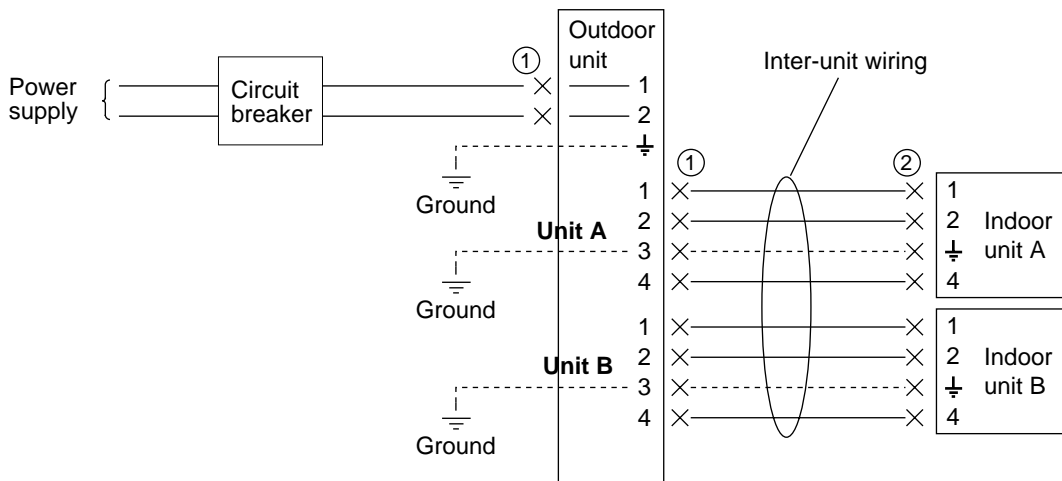 Outdoor
unit
Power
supply
Circuit
breaker
①
1
2
Inter-unit wiring
Ground
①
②
Unit A
1
2
3
4
1
2
4
Indoor
unit A
Ground
Unit B
1
2
3
4
1
2
4
Indoor
unit B
Ground